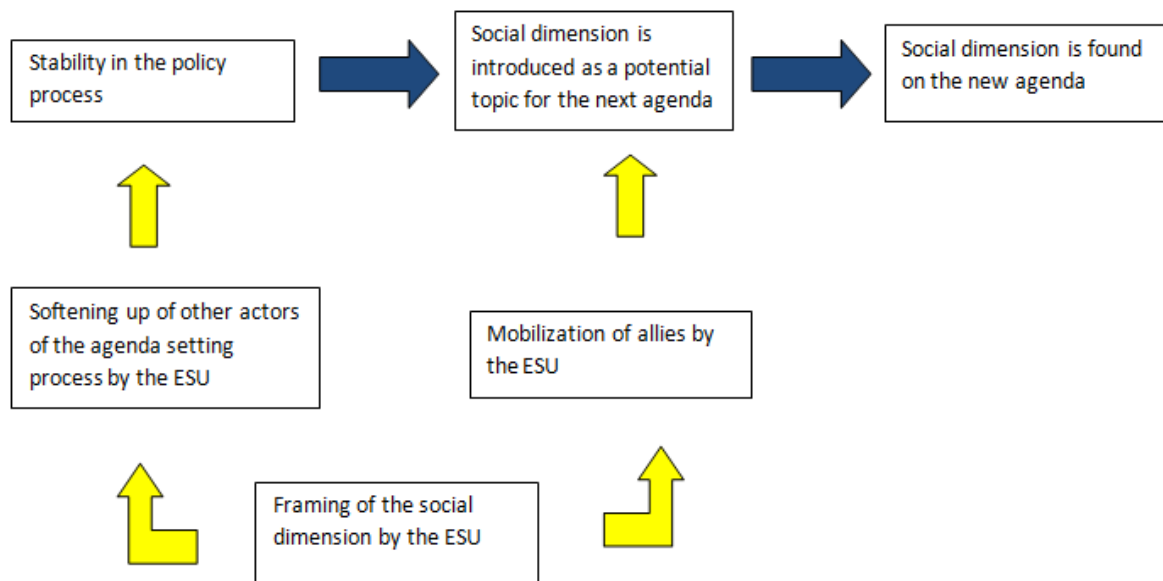 Stability in the policy
process
Social dimension is
introduced as a potential
topic for the next agenda
Social dimension is found
on the new agenda
Softening up of other actors
of the agenda setting
process by the ESU
Mobilization of allies by
the ESU
Framing of the social
dimension by the ESU